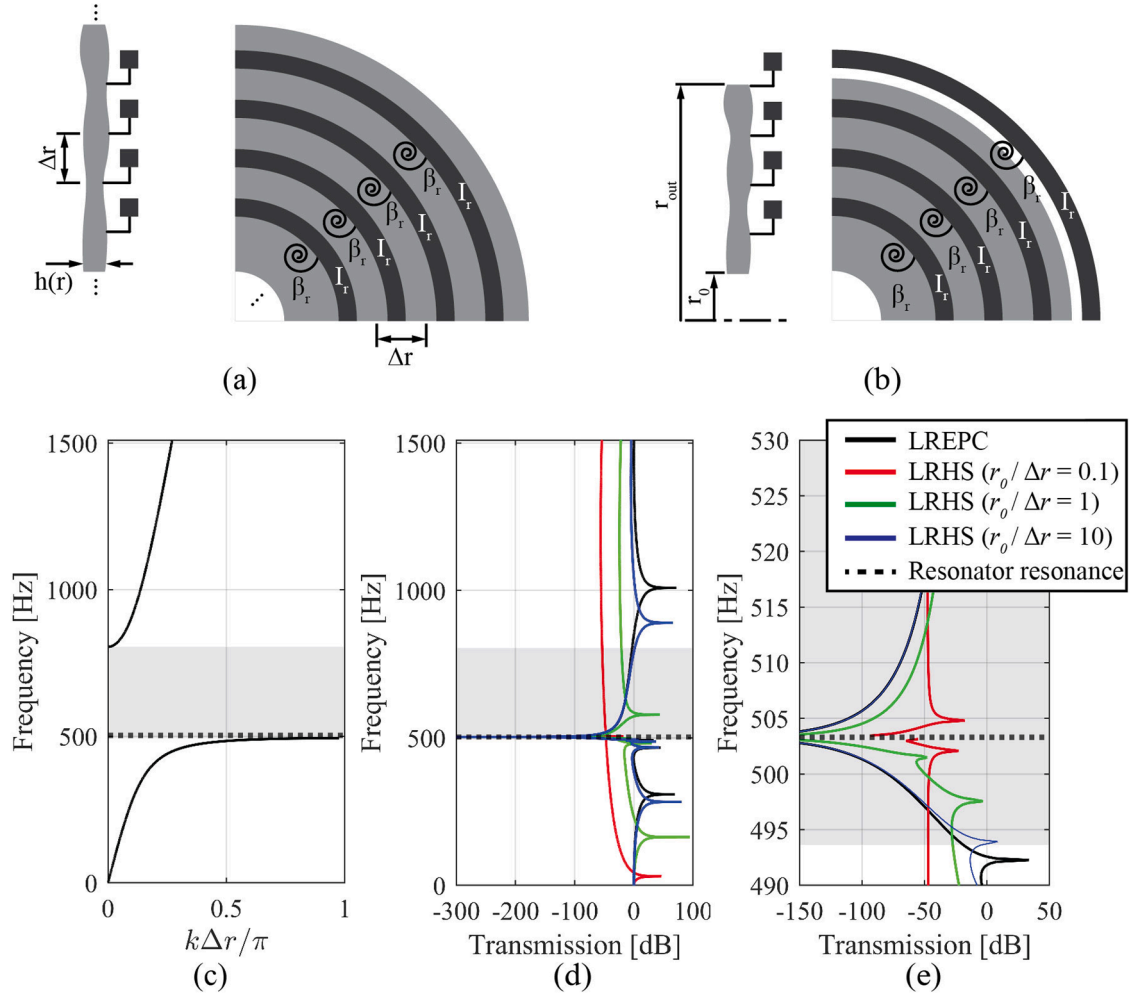 Δr
h(r)
β_r
I_r
β_r
I_r
β_r
I_r
β_r
I_r
Δr
(a)
r_out
r_0
β_r
I_r
β_r
I_r
β_r
I_r
β_r
I_r
(b)
1500
1000
500
0
Frequency [Hz]
0
0.5
1
kΔr/π
(c)
1500
1000
500
0
Frequency [Hz]
-300
-200
-100
0
100
Transmission [dB]
(d)
530
525
520
515
510
505
500
495
490
Frequency [Hz]
-150
-100
-50
0
50
Transmission [dB]
(e)
LREPC
LRHS (r_0 / Δr = 0.1)
LRHS (r_0 / Δr = 1)
LRHS (r_0 / Δr = 10)
Resonator resonance